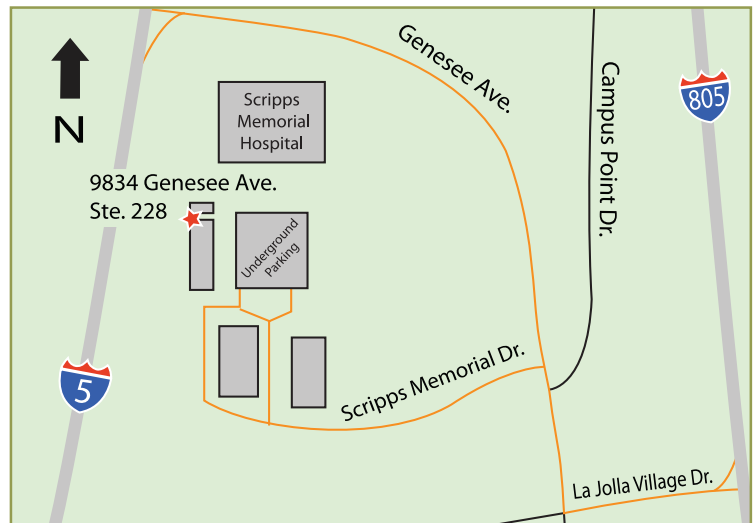 Genesee Ave.
Campus Point Dr.
805
N
Scripps
Memorial
Hospital
9834 Genesee Ave.
Ste. 228
Underground
Parking
5
Scripps Memorial Dr.
La Jolla Village Dr.